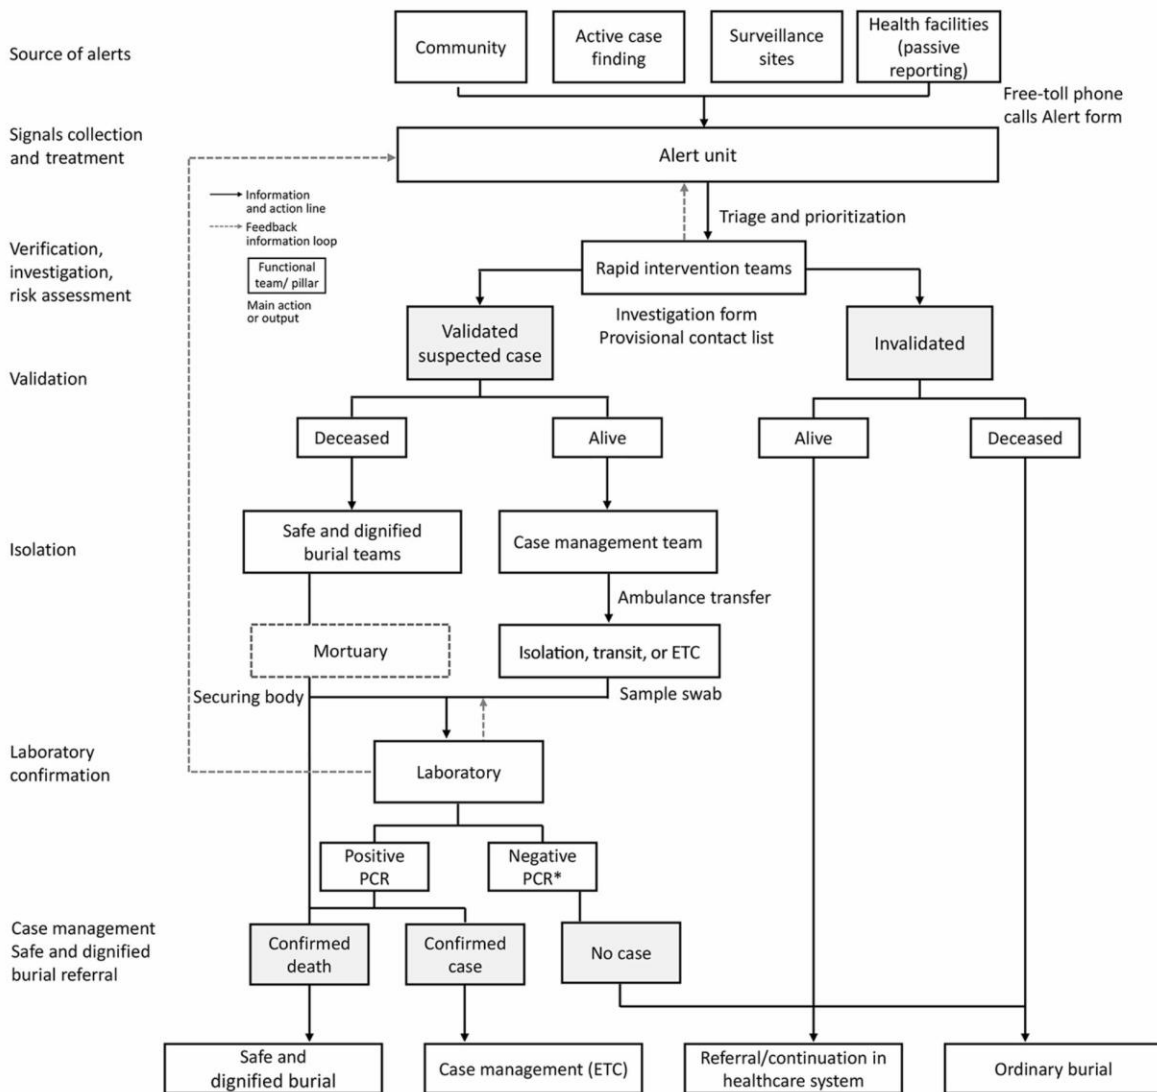 Source of alerts
Community
Active case
finding
Surveillance
sites
Health facilities
(passive
reporting)
Free-toll phone
calls Alert form
Signals collection
and treatment
Alert unit
Information
and action line
Feedback
information loop
Functional
team/ pillar
Main action
or output
Triage and prioritization
Verification,
investigation,
risk assessment
Rapid intervention teams
Investigation form
Provisional contact list
Validated
suspected case
Invalidated
Validation
Deceased
Alive
Alive
Deceased
Isolation
Safe and dignified
burial teams
Case management team
Ambulance transfer
Mortuary
Isolation, transit, or ETC
Securing body
Sample swab
Laboratory
confirmation
Laboratory
Positive
PCR
Negative
PCR*
Case management
Safe and dignified
burial referral
Confirmed
death
Confirmed
case
No case
Safe and
dignified burial
Case management (ETC)
Referral/continuation in
healthcare system
Ordinary burial